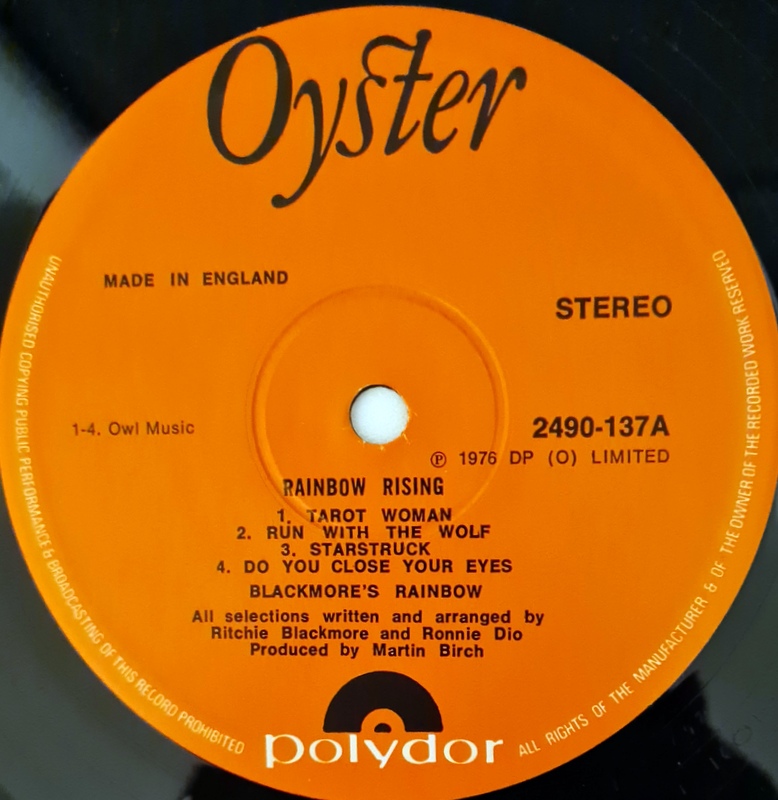 Oyster
MADE IN ENGLAND
STEREO
1-4. Owl Music
2490-137A
℗ 1976 DP (O) LIMITED
RAINBOW RISING
1. TAROT WOMAN
2. RUN WITH THE WOLF
3. STARSTRUCK
4. DO YOU CLOSE YOUR EYES
BLACKMORE'S RAINBOW
All selections written and arranged by
Ritchie Blackmore and Ronnie Dio
Produced by Martin Birch
polydor
UNAUTHORISED COPYING PUBLIC PERFORMANCE & BROADCASTING OF THIS RECORD PROHIBITED
ALL RIGHTS OF THE MANUFACTURER & OF THE OWNER OF THE RECORDED WORK RESERVED